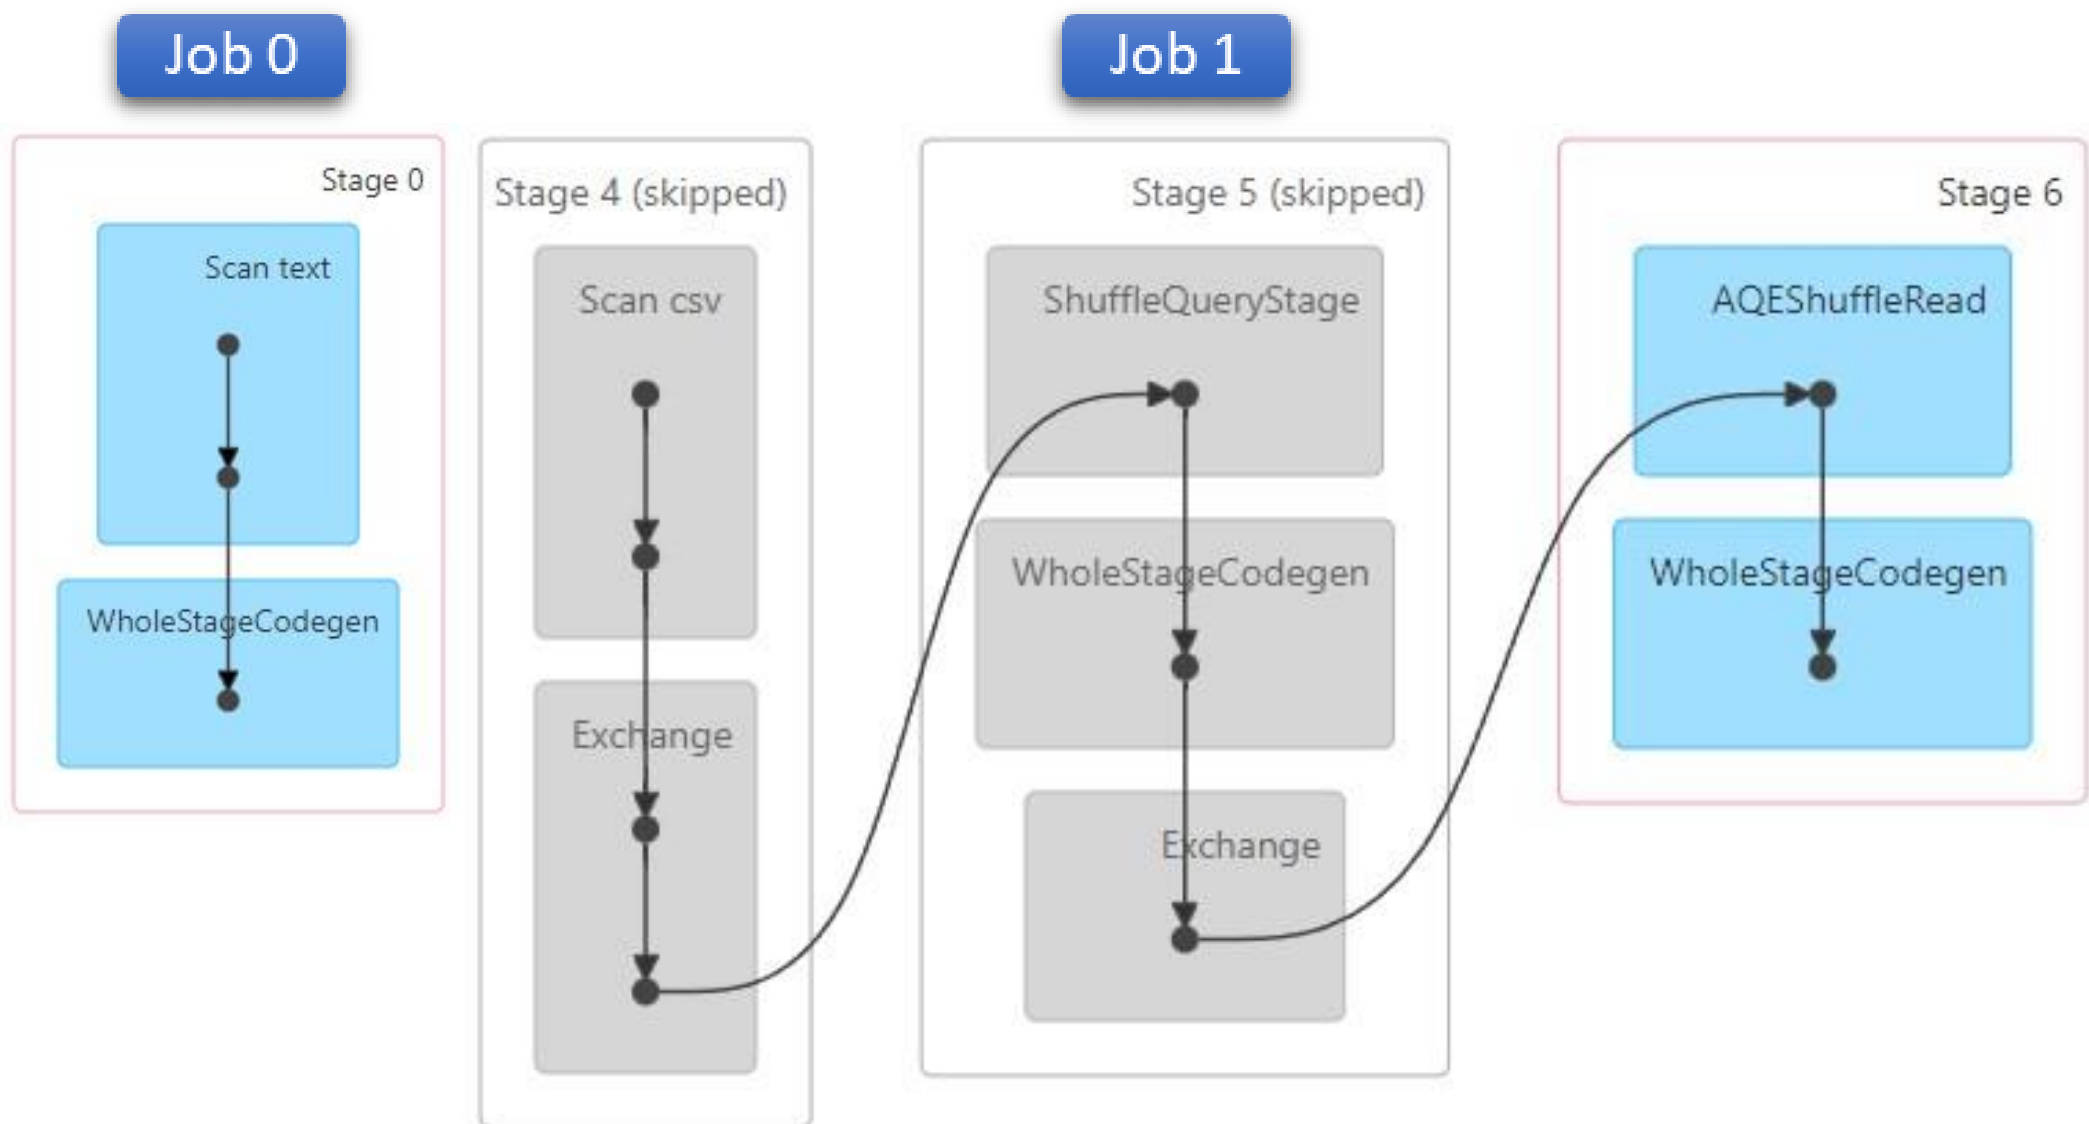 Job 0
Job 1
Stage 0
Scan text
WholeStageCodegen
Stage 4 (skipped)
Scan csv
Exchange
Stage 5 (skipped)
ShuffleQueryStage
WholeStageCodegen
Exchange
Stage 6
AQEShuffleRead
WholeStageCodegen